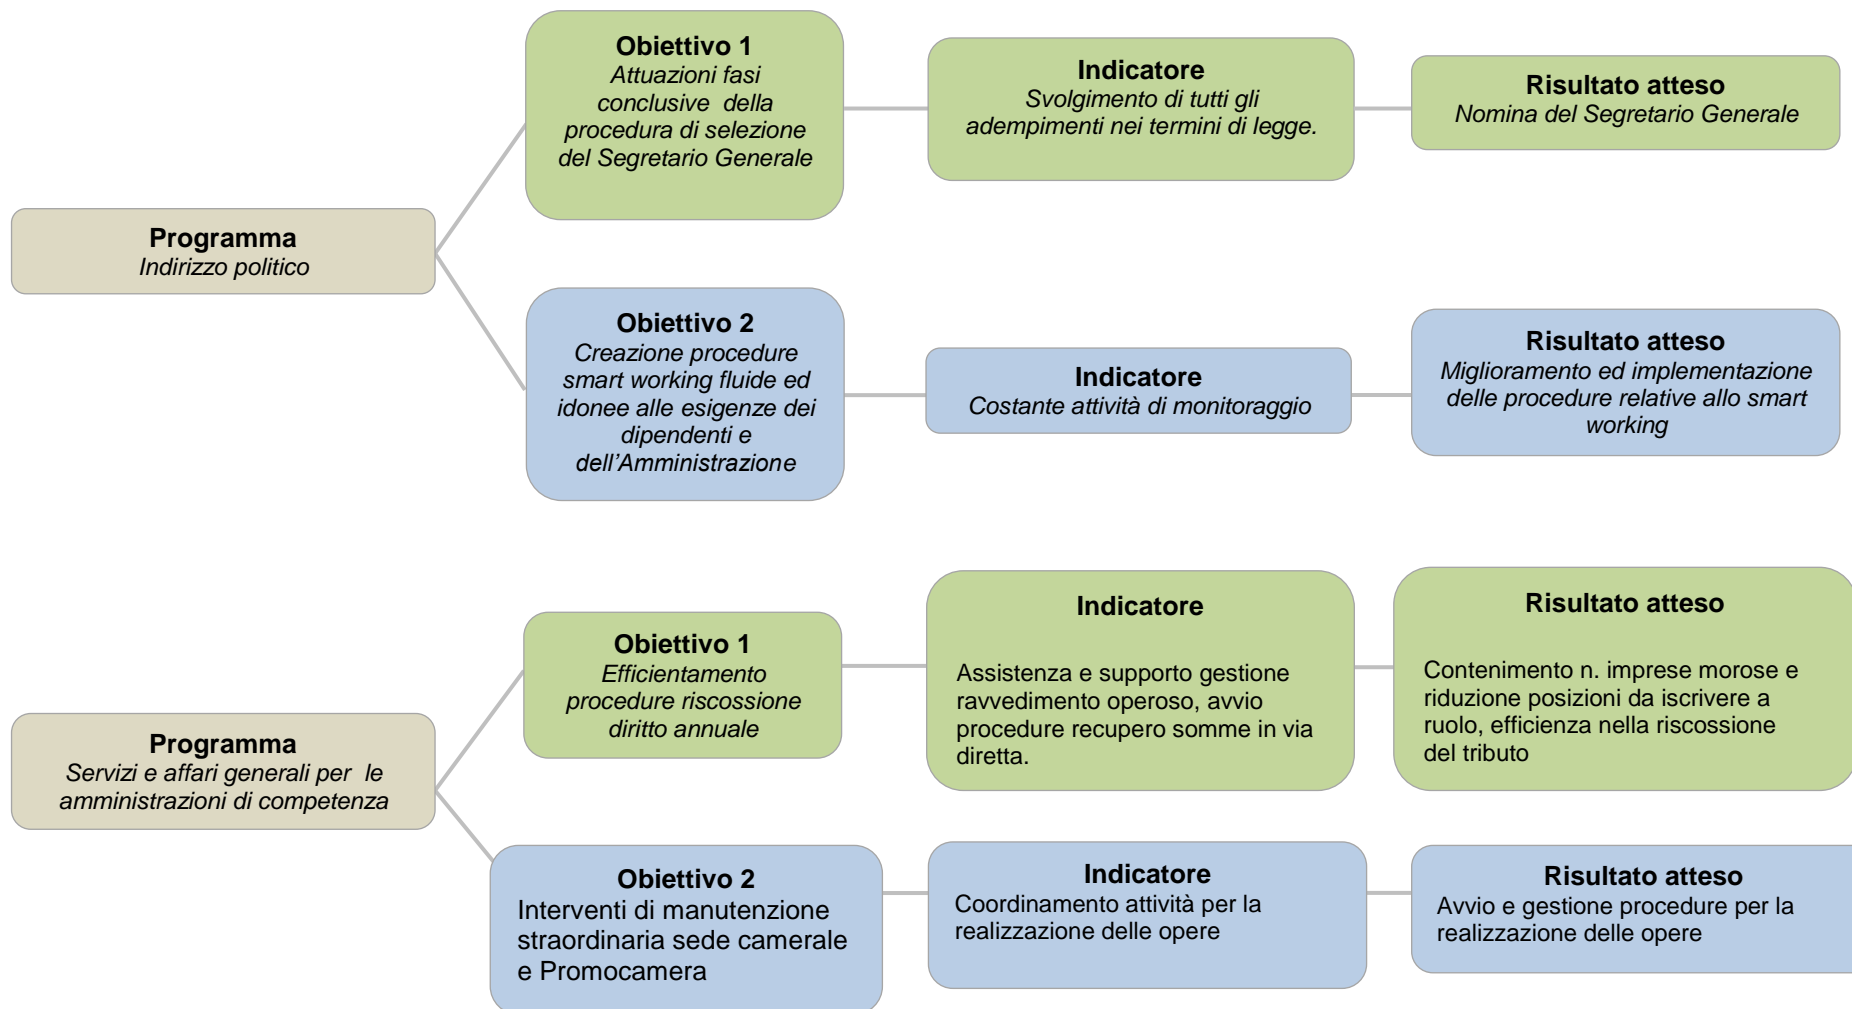 Programma
Indirizzo politico
Obiettivo 1
Attuazioni fasi
conclusive della
procedura di selezione
del Segretario Generale
Indicatore
Svolgimento di tutti gli
adempimenti nei termini di legge.
Risultato atteso
Nomina del Segretario Generale
Obiettivo 2
Creazione procedure
smart working fluide ed
idonee alle esigenze dei
dipendenti e
dell’Amministrazione
Indicatore
Costante attività di monitoraggio
Risultato atteso
Miglioramento ed implementazione
delle procedure relative allo smart
working
Programma
Servizi e affari generali per le
amministrazioni di competenza
Obiettivo 1
Efficientamento
procedure riscossione
diritto annuale
Indicatore
Assistenza e supporto gestione
ravvedimento operoso, avvio
procedure recupero somme in via
diretta.
Risultato atteso
Contenimento n. imprese morose e
riduzione posizioni da iscrivere a
ruolo, efficienza nella riscossione
del tributo
Obiettivo 2
Interventi di manutenzione
straordinaria sede camerale
e Promocamera
Indicatore
Coordinamento attività per la
realizzazione delle opere
Risultato atteso
Avvio e gestione procedure per la
realizzazione delle opere